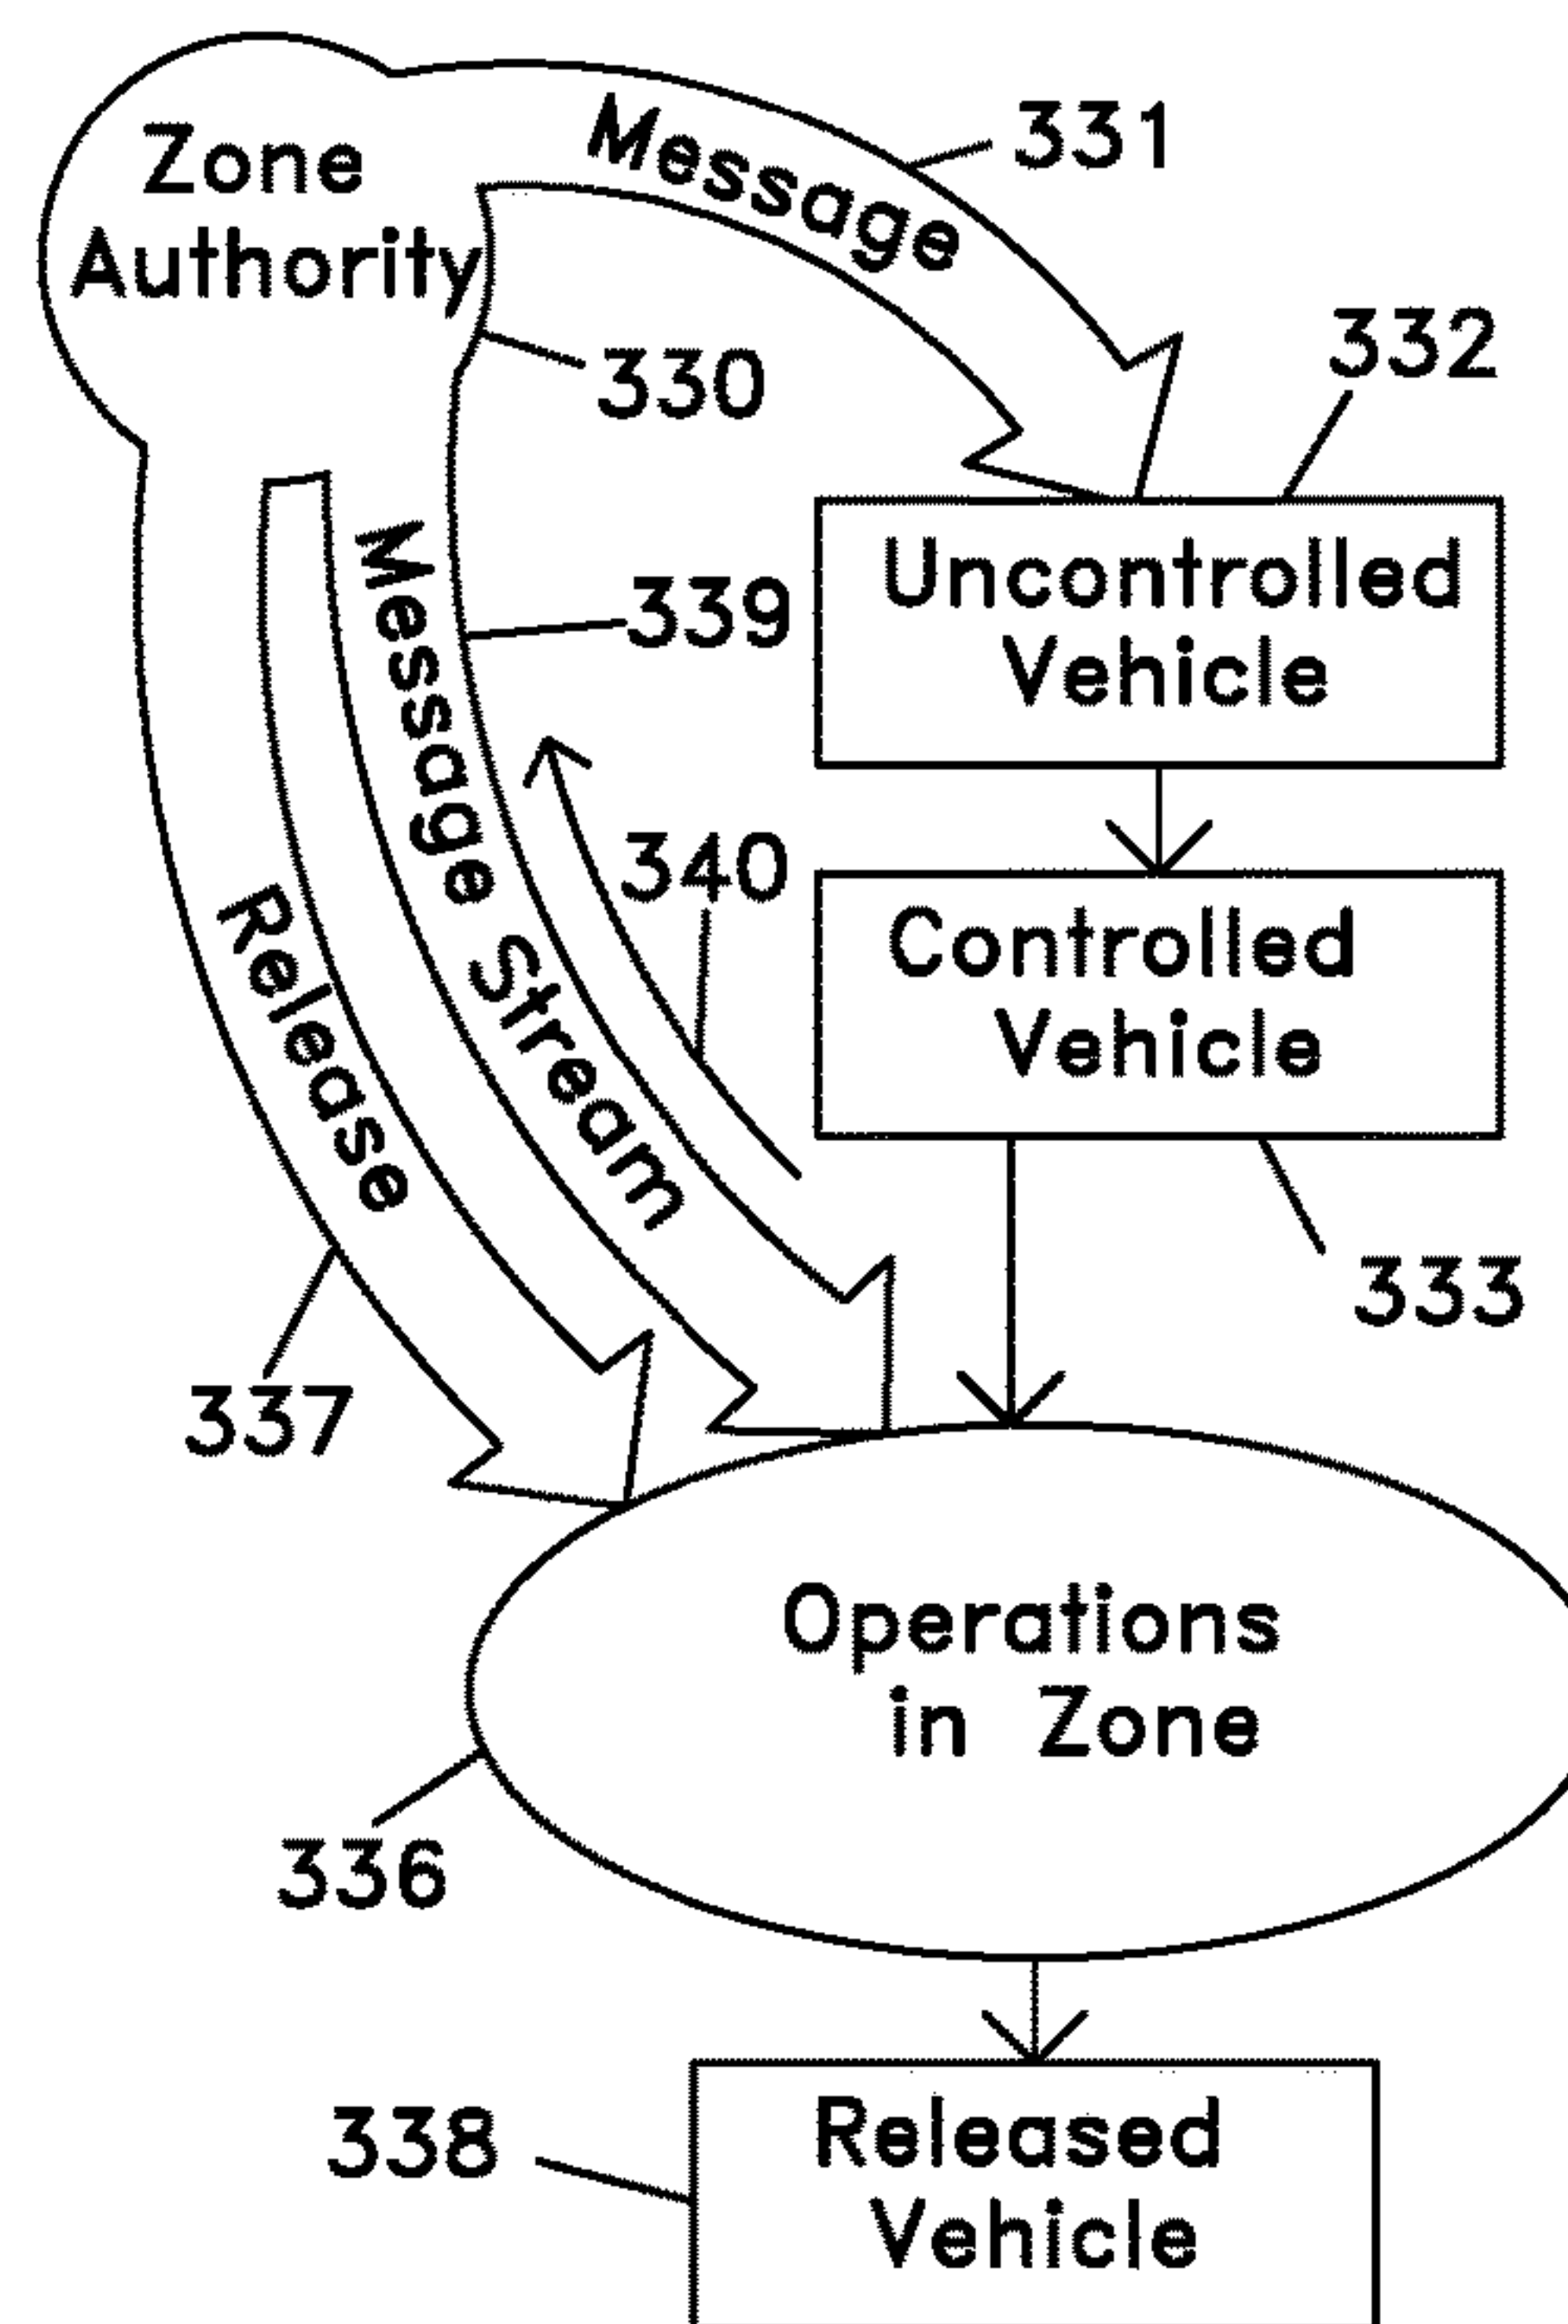 Zone
Authority
Message
331
330
332
Uncontrolled
Vehicle
339
Message Stream
340
Controlled
Vehicle
Release
333
337
Operations
in Zone
336
338
Released
Vehicle